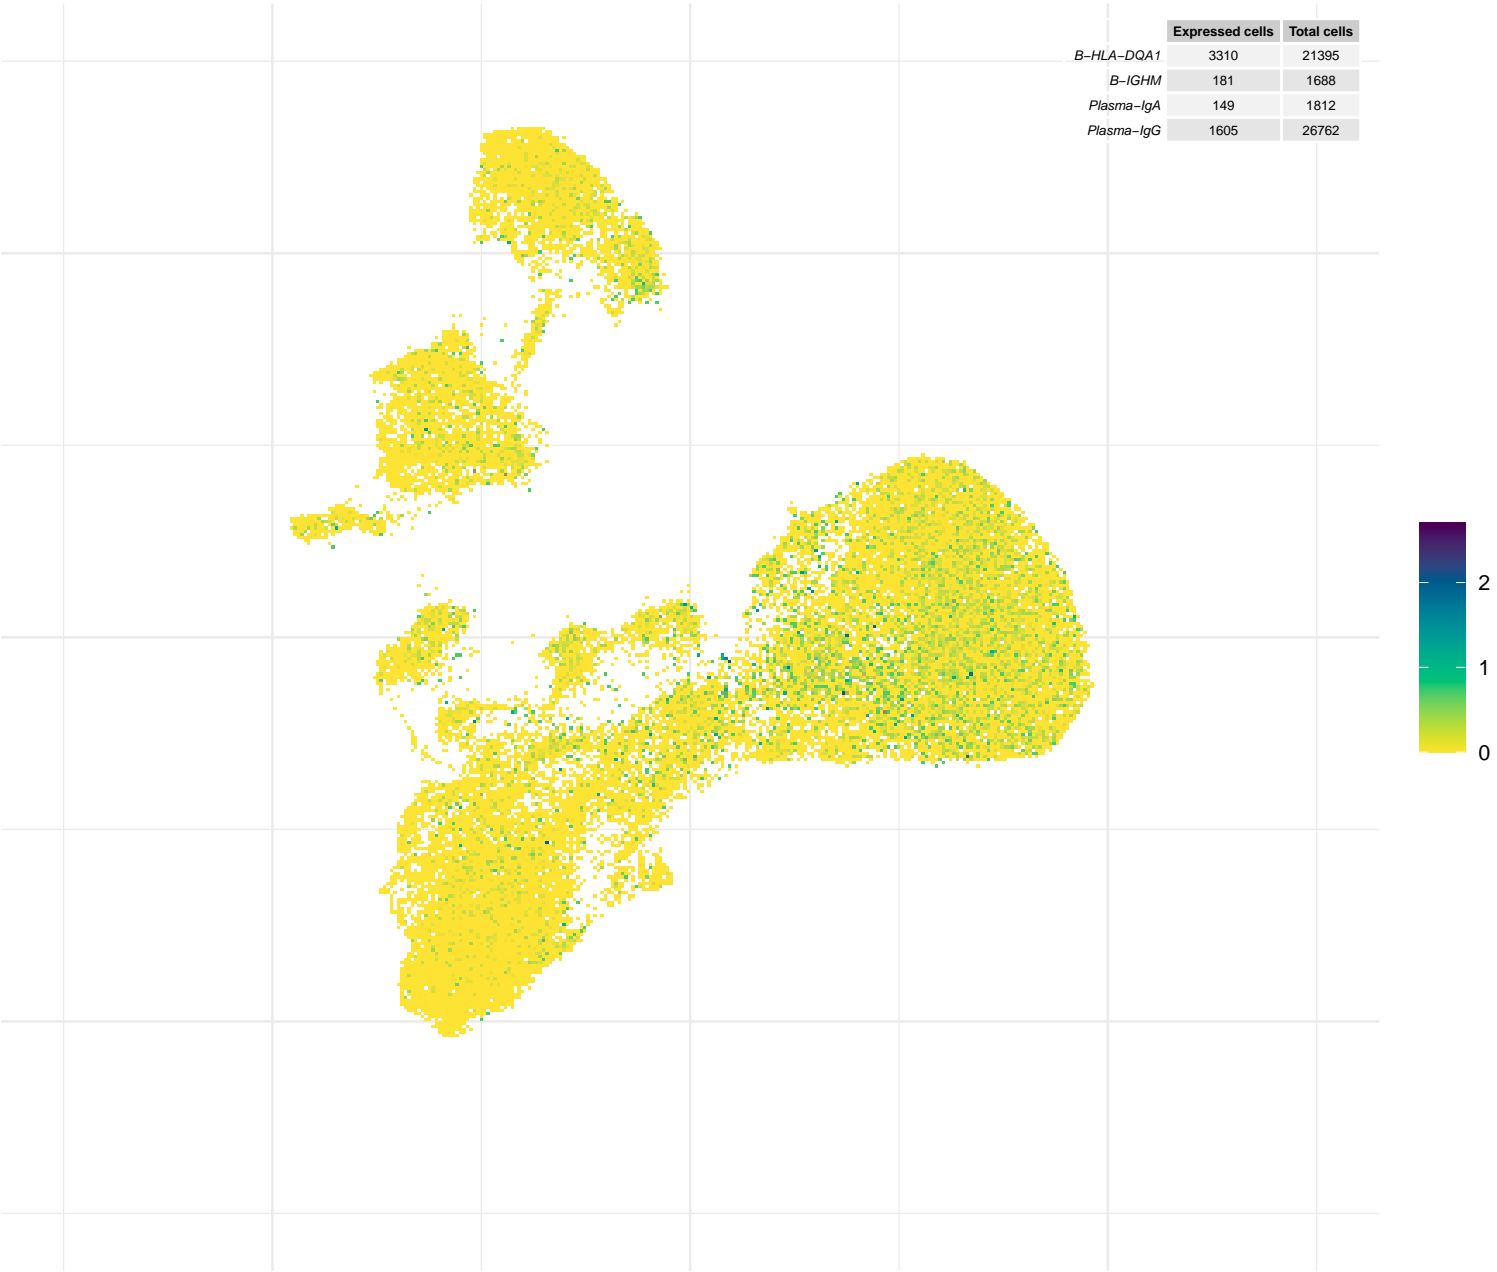 Expressed cells Total cells
B−HLA−DQA1 3310 21395
B−IGHM 181 1688
Plasma−IgA 149 1812
Plasma−IgG 1605 26762
2
1
0